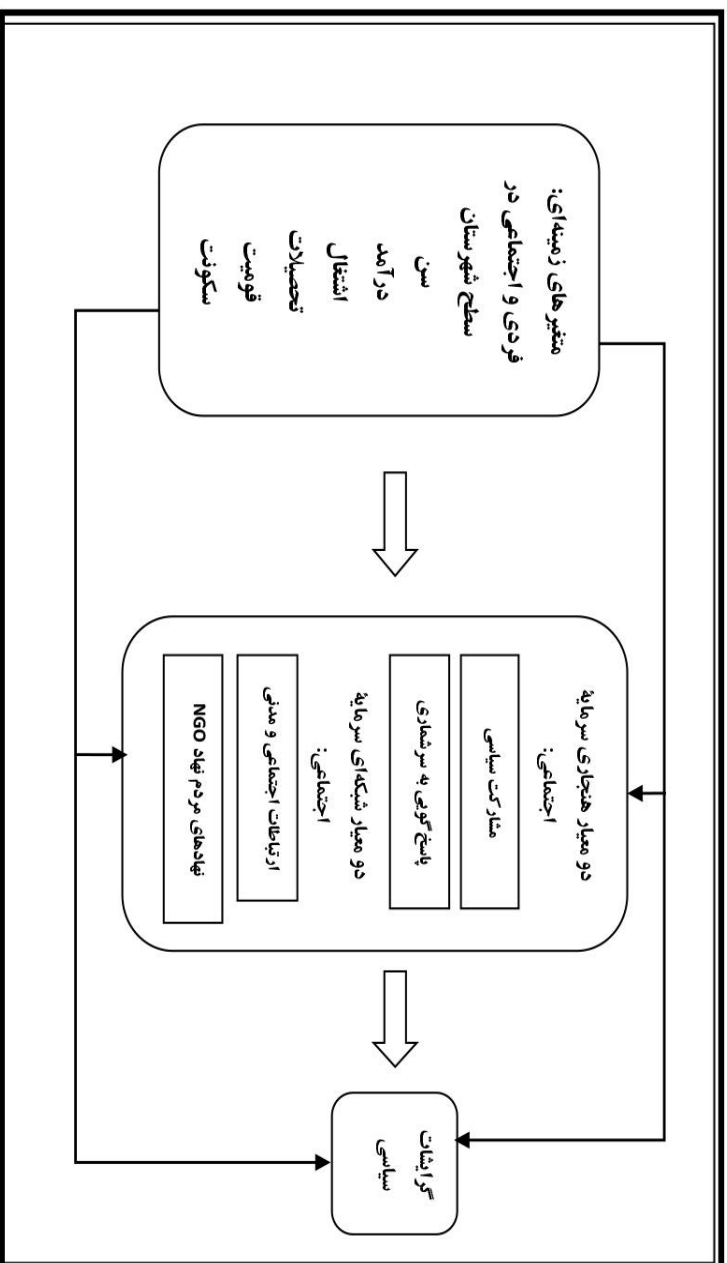 متغیرهای زمینه‌ای:
فردی و اجتماعی در
سطح شهرستان
سن
درآمد
اشتغال
تحصیلات
قومیت
سکونت
دو معیار هنجاری سرمایۀ
اجتماعی:
مشارکت سیاسی
پاسخ گویی به سرشماری
دو معیار شبکه‌ای سرمایۀ
اجتماعی:
ارتباطات اجتماعی و مدنی
نهادهای مردم نهاد NGO
گرایشات
سیاسی